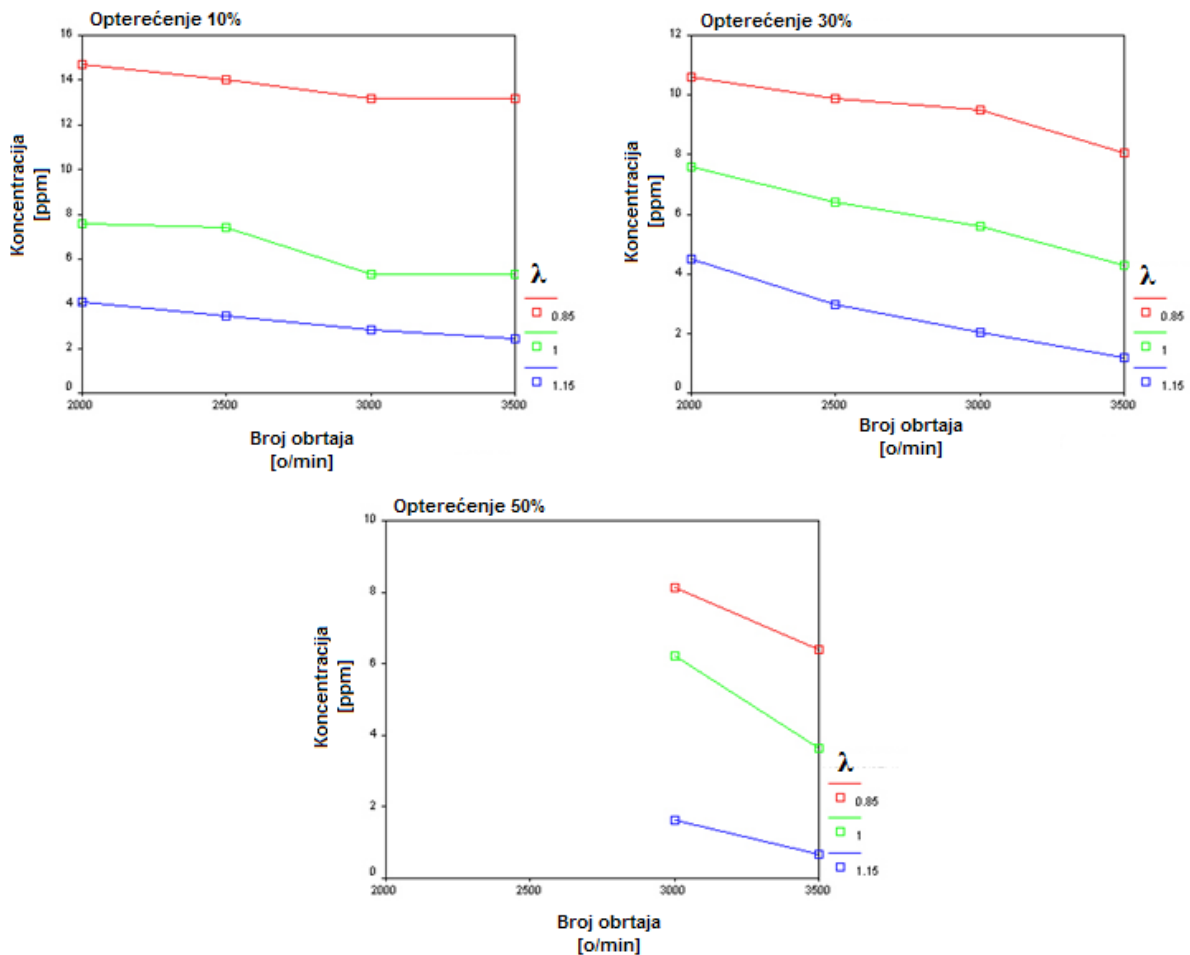 Opterećenje 10%
16
14
12
10
8
6
4
2
0
Koncentracija
[ppm]
2000
2500
3000
3500
Broj obrtaja
[o/min]
λ
0.85
1
1.15
Opterećenje 30%
12
10
8
6
4
2
0
Koncentracija
[ppm]
2000
2500
3000
3500
Broj obrtaja
[o/min]
λ
0.85
1
1.15
Opterećenje 50%
10
8
6
4
2
0
Koncentracija
[ppm]
2000
2500
3000
3500
Broj obrtaja
[o/min]
λ
0.85
1
1.15